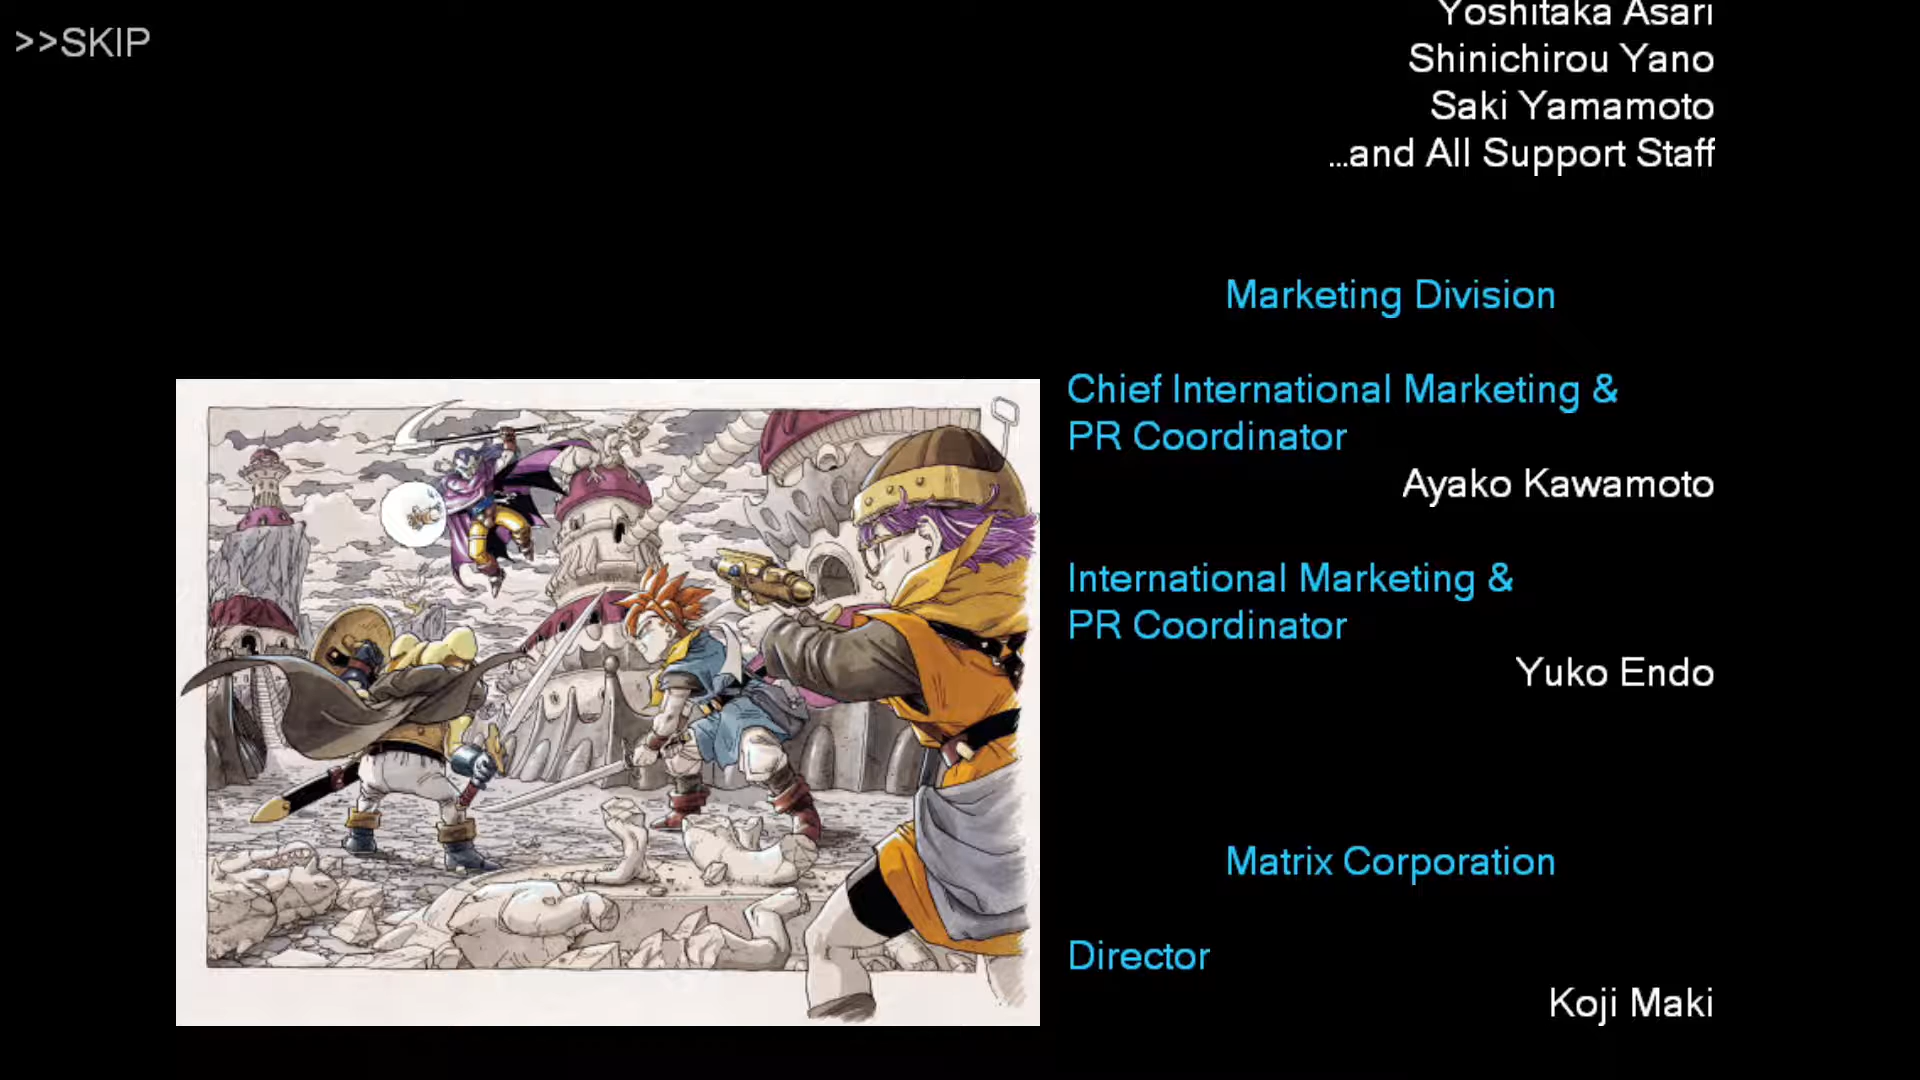 >>SKIP
Yoshitaka Asari
Shinichirou Yano
Saki Yamamoto
...and All Support Staff
Marketing Division
Chief International Marketing &
PR Coordinator
Ayako Kawamoto
International Marketing &
PR Coordinator
Yuko Endo
Matrix Corporation
Director
Koji Maki